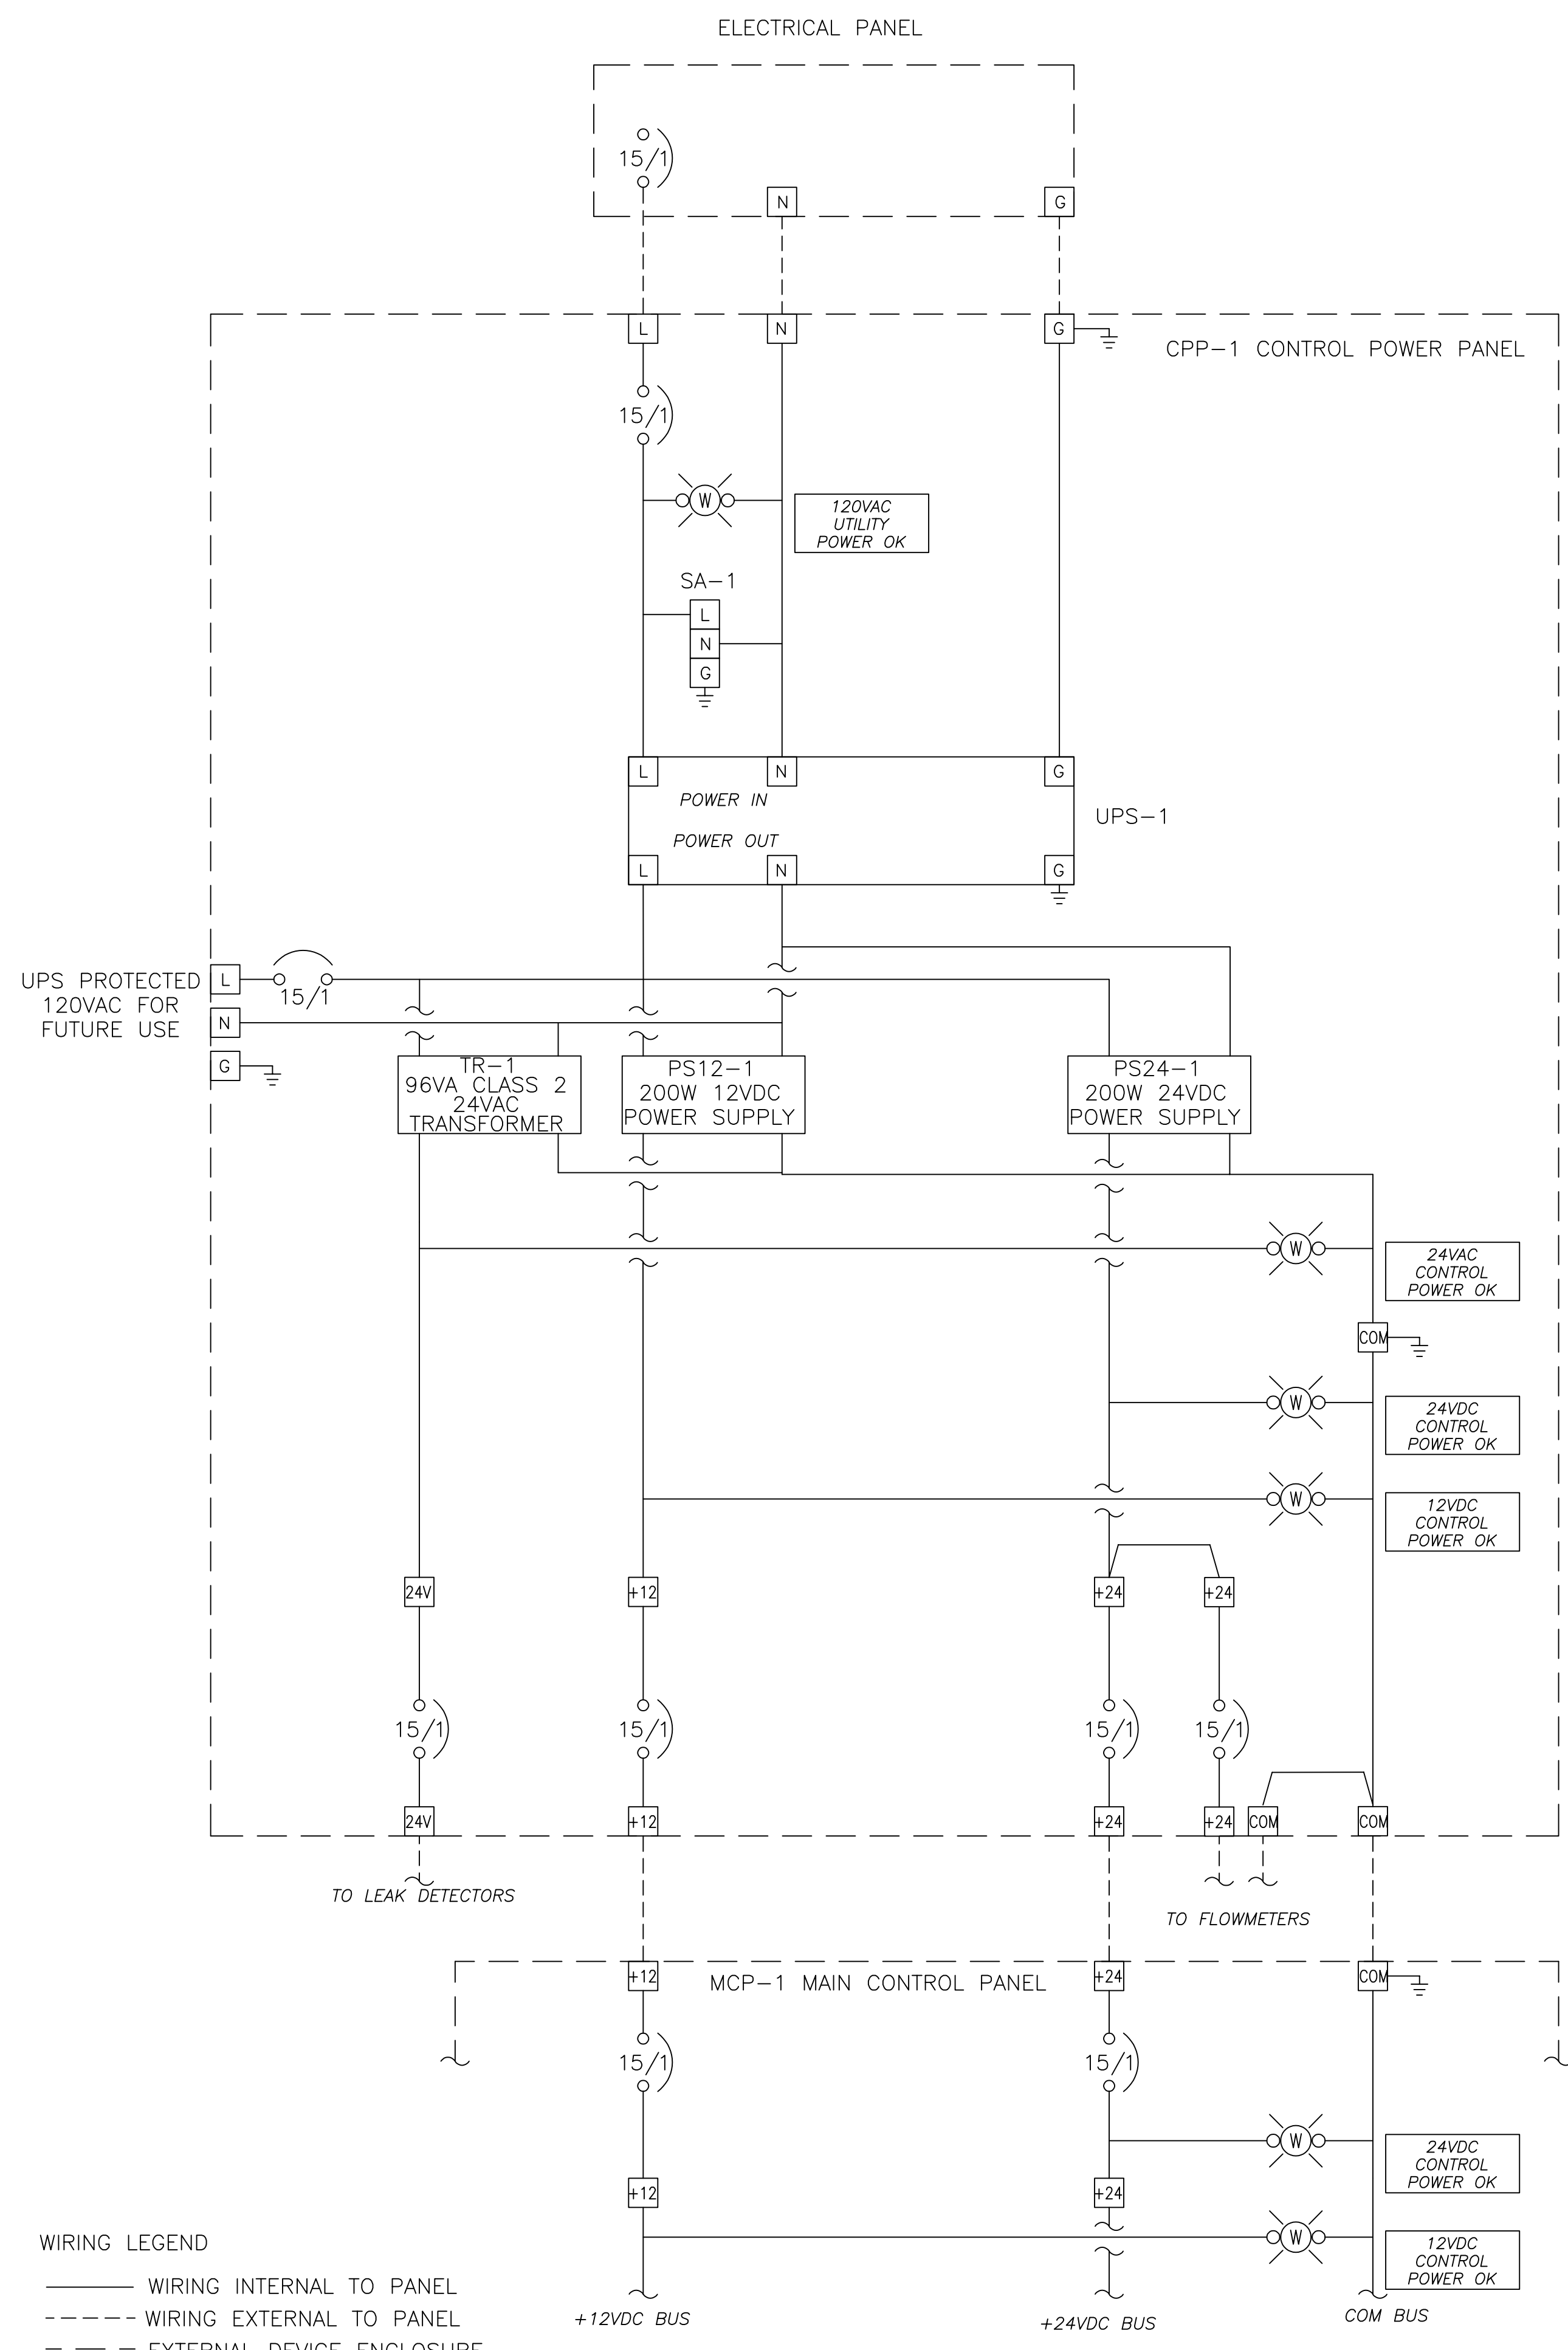 ELECTRICAL PANEL
15/1
N
G
L
N
G
CPP-1 CONTROL POWER PANEL
15/1
W
120VAC
UTILITY
POWER OK
SA-1
L
N
G
L
N
G
POWER IN
UPS-1
POWER OUT
L
N
G
UPS PROTECTED
120VAC FOR
FUTURE USE
L
N
G
15/1
TR-1
96VA CLASS 2
24VAC
TRANSFORMER
PS12-1
200W 12VDC
POWER SUPPLY
PS24-1
200W 24VDC
POWER SUPPLY
W
24VAC
CONTROL
POWER OK
COM
W
24VDC
CONTROL
POWER OK
W
12VDC
CONTROL
POWER OK
24V
+12
+24
+24
15/1
15/1
15/1
15/1
24V
+12
+24
+24
COM
COM
TO LEAK DETECTORS
TO FLOWMETERS
+12
MCP-1 MAIN CONTROL PANEL
+24
COM
15/1
15/1
W
24VDC
CONTROL
POWER OK
+12
+24
W
12VDC
CONTROL
POWER OK
+12VDC BUS
+24VDC BUS
COM BUS
WIRING LEGEND
WIRING INTERNAL TO PANEL
WIRING EXTERNAL TO PANEL
EXTERNAL DEVICE ENCLOSURE